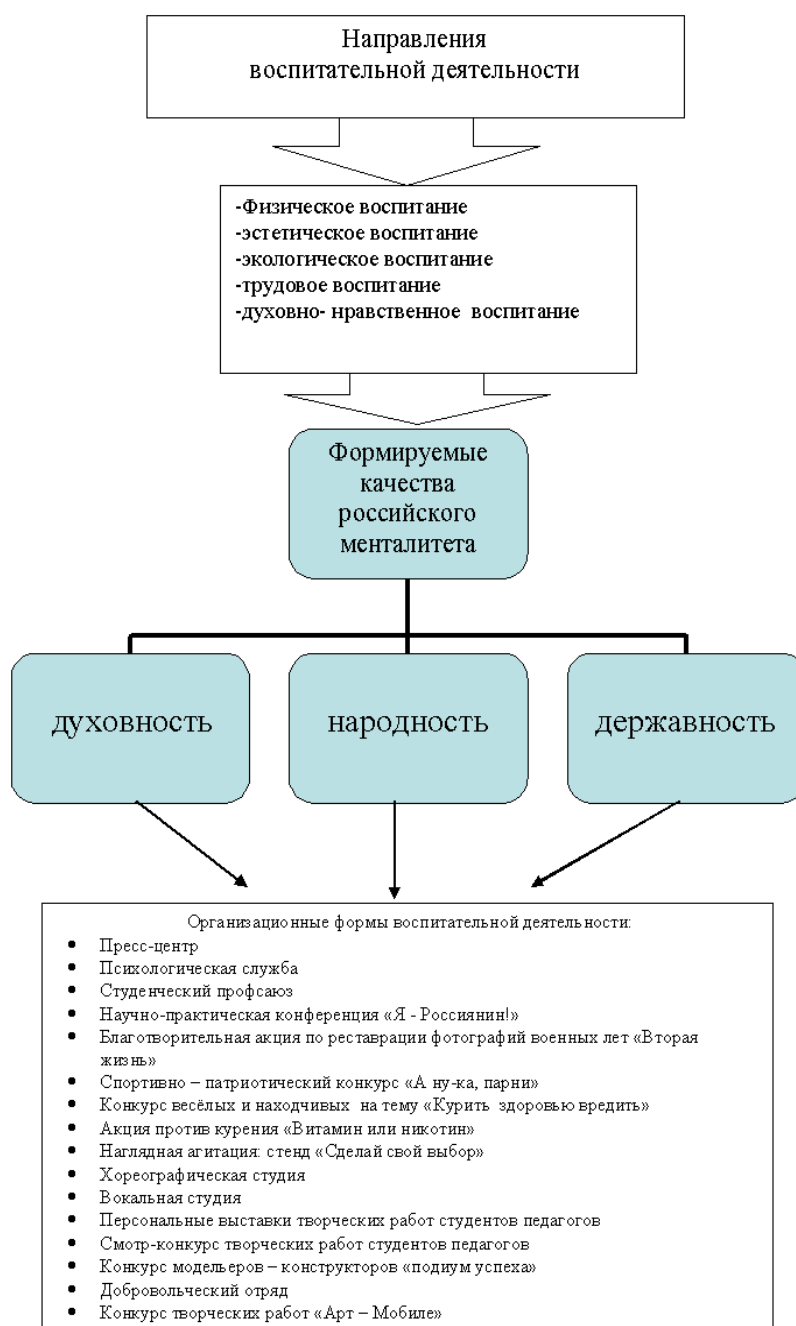 Направления
воспитательной деятельности
-Физическое воспитание
-эстетическое воспитание
-экологическое воспитание
-трудовое воспитание
-духовно- нравственное воспитание
Формируемые
качества
российского
менталитета
духовность
народность
державность
Организационные формы воспитательной деятельности:
• Пресс-центр
• Психологическая служба
• Студенческий профсаюз
• Научно-практическая конференция «Я - Россиянин!»
• Благотворительная акция по реставрации фотографий военных лет «Вторая
жизнь»
• Спортивно – патриотический конкурс «А ну-ка, парни»
• Конкурс весёлых и находчивых на тему «Курить здоровью вредить»
• Акция против курения «Витамин или никотин»
• Наглядная агитация: стенд «Сделай свой выбор»
• Хореографическая студия
• Вокальная студия
• Персональные выставки творческих работ студентов педагогов
• Смотр-конкурс творческих работ студентов педагогов
• Конкурс модельеров – конструкторов «подиум успеха»
• Добровольческий отряд
• Конкурс творческих работ «Арт – Мобиле»